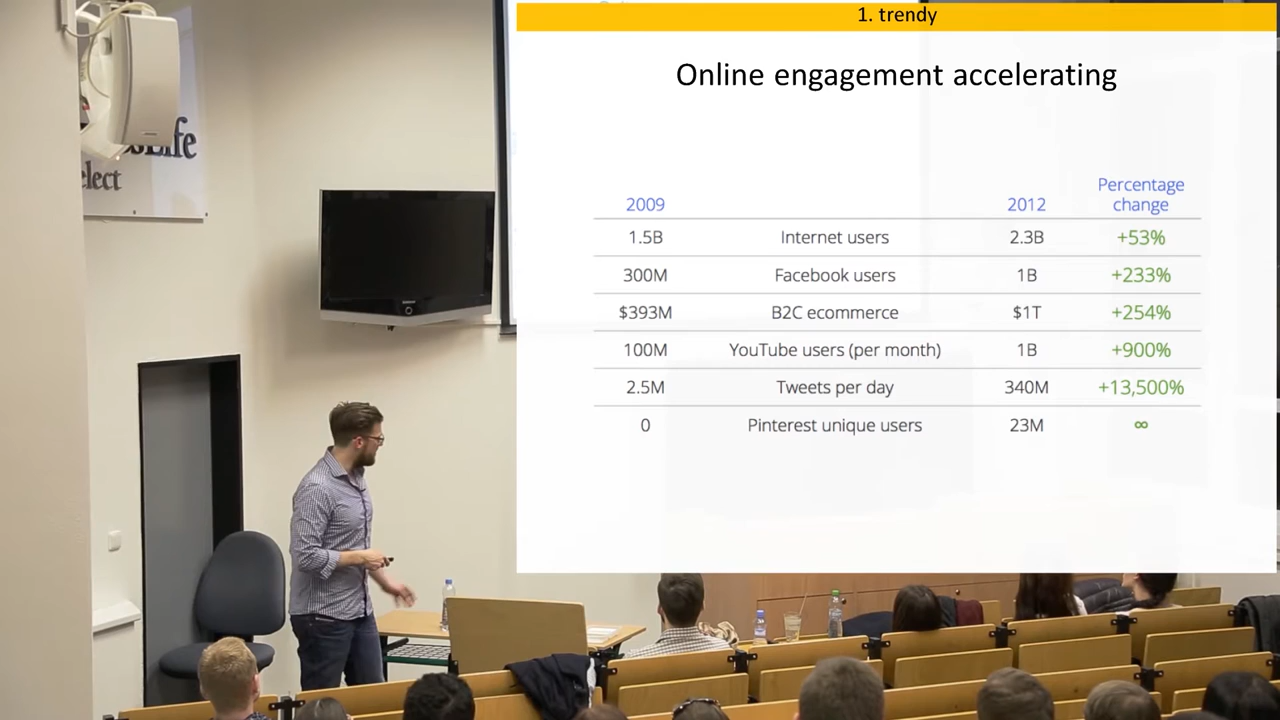 1. trendy
Online engagement accelerating
2009 2012 Percentage change
1.5B Internet users 2.3B +53%
300M Facebook users 1B +233%
$393M B2C ecommerce $1T +254%
100M YouTube users (per month) 1B +900%
2.5M Tweets per day 340M +13,500%
0 Pinterest unique users 23M ∞